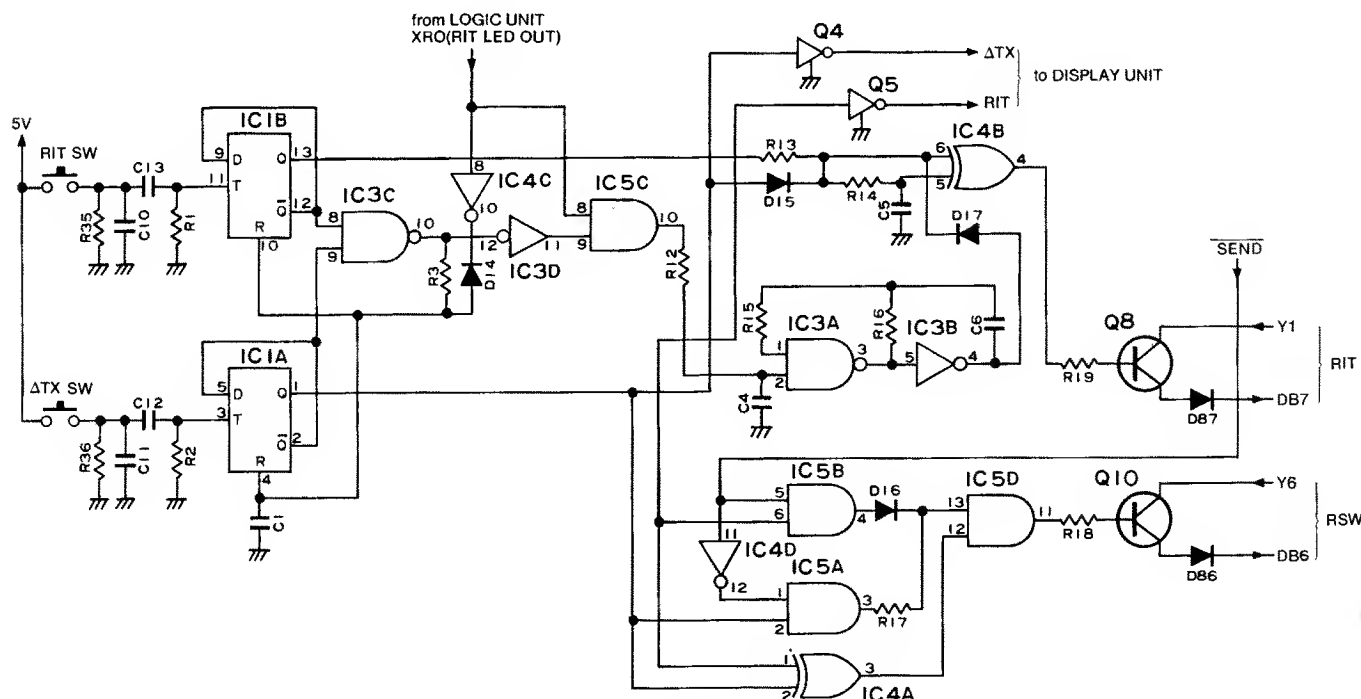 from LOGIC UNIT
XRO(RIT LED OUT)
Q4
ΔTX
to DISPLAY UNIT
Q5
RIT
5V
IC1B
IC4B
RIT SW
C13
9 D Q 13
11 T
Q̅ 12
R
10
R35
C10
R1
IC3C
8
9
10
8
IC4C
10
IC5C
8
9
10
12
11
IC3D
R3
D14
R12
R13
D15
R14
C5
6
5
4
D17
SEND
IC1A
5 D Q 1
3 T
Q̅ 2
R
4
ΔTX SW
C12
R36
C11
R2
C1
R15
IC3A
1
2
3
R16
IC3B
5
4
C6
C4
Q8
R19
D87
Y1
RIT
DB7
IC5B
5
6
4
D16
IC5D
13
12
11
R18
Q10
D86
Y6
RSW
DB6
11
IC4D
12
IC5A
1
2
3
R17
1
2
3
IC4A